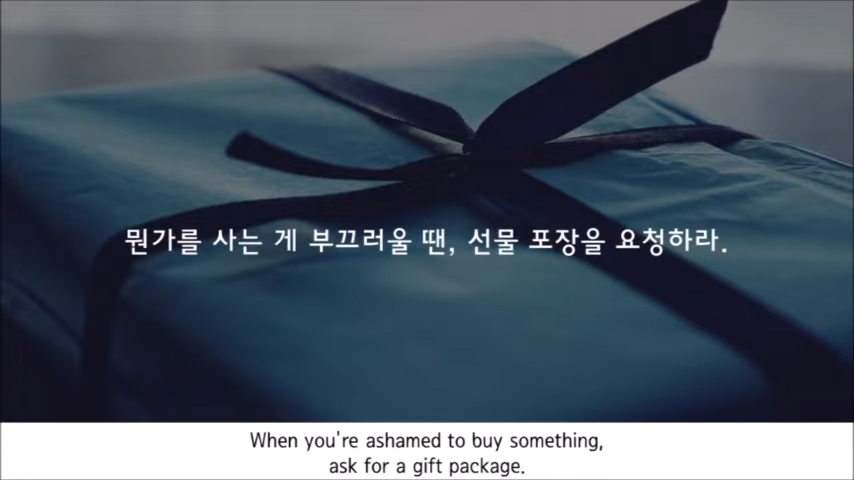 뭔가를 사는 게 부끄러울 땐, 선물 포장을 요청하라.
When you're ashamed to buy something,
ask for a gift package.